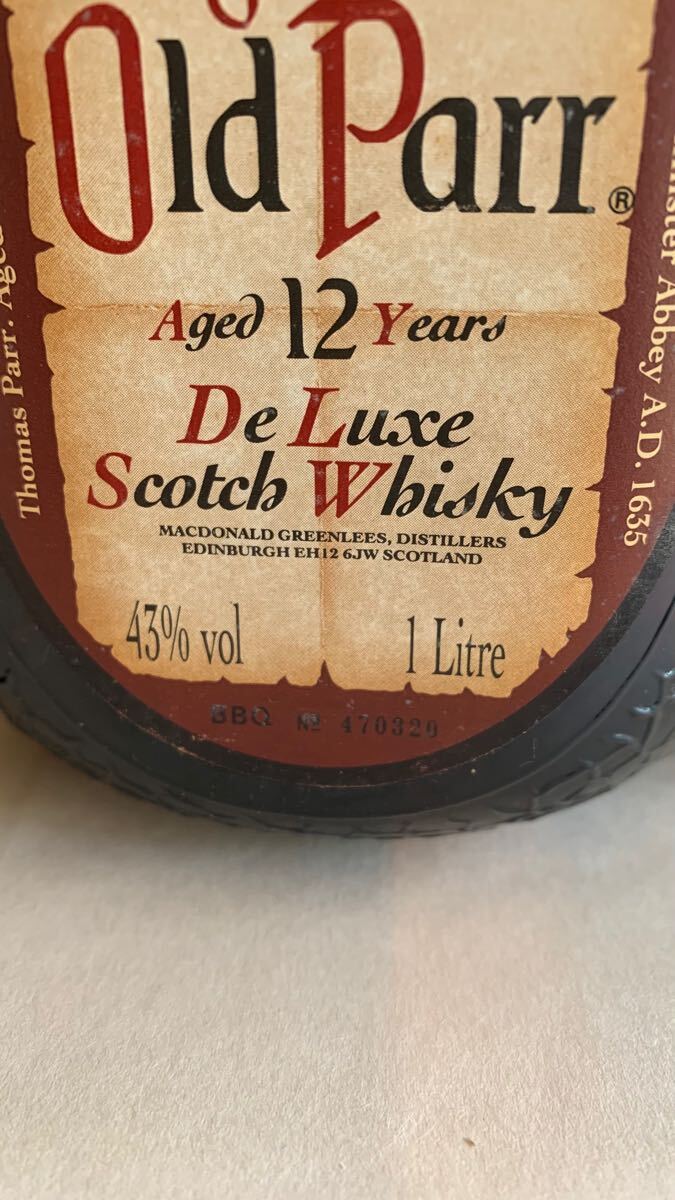 Old Parr®
Aged 12 Years
De Luxe
Scotch Whisky
MACDONALD GREENLEES, DISTILLERS
EDINBURGH EH12 6JW SCOTLAND
43% vol
1 Litre
BBQ № 470320
Thomas Parr. Aged
Abbey A.D. 1635